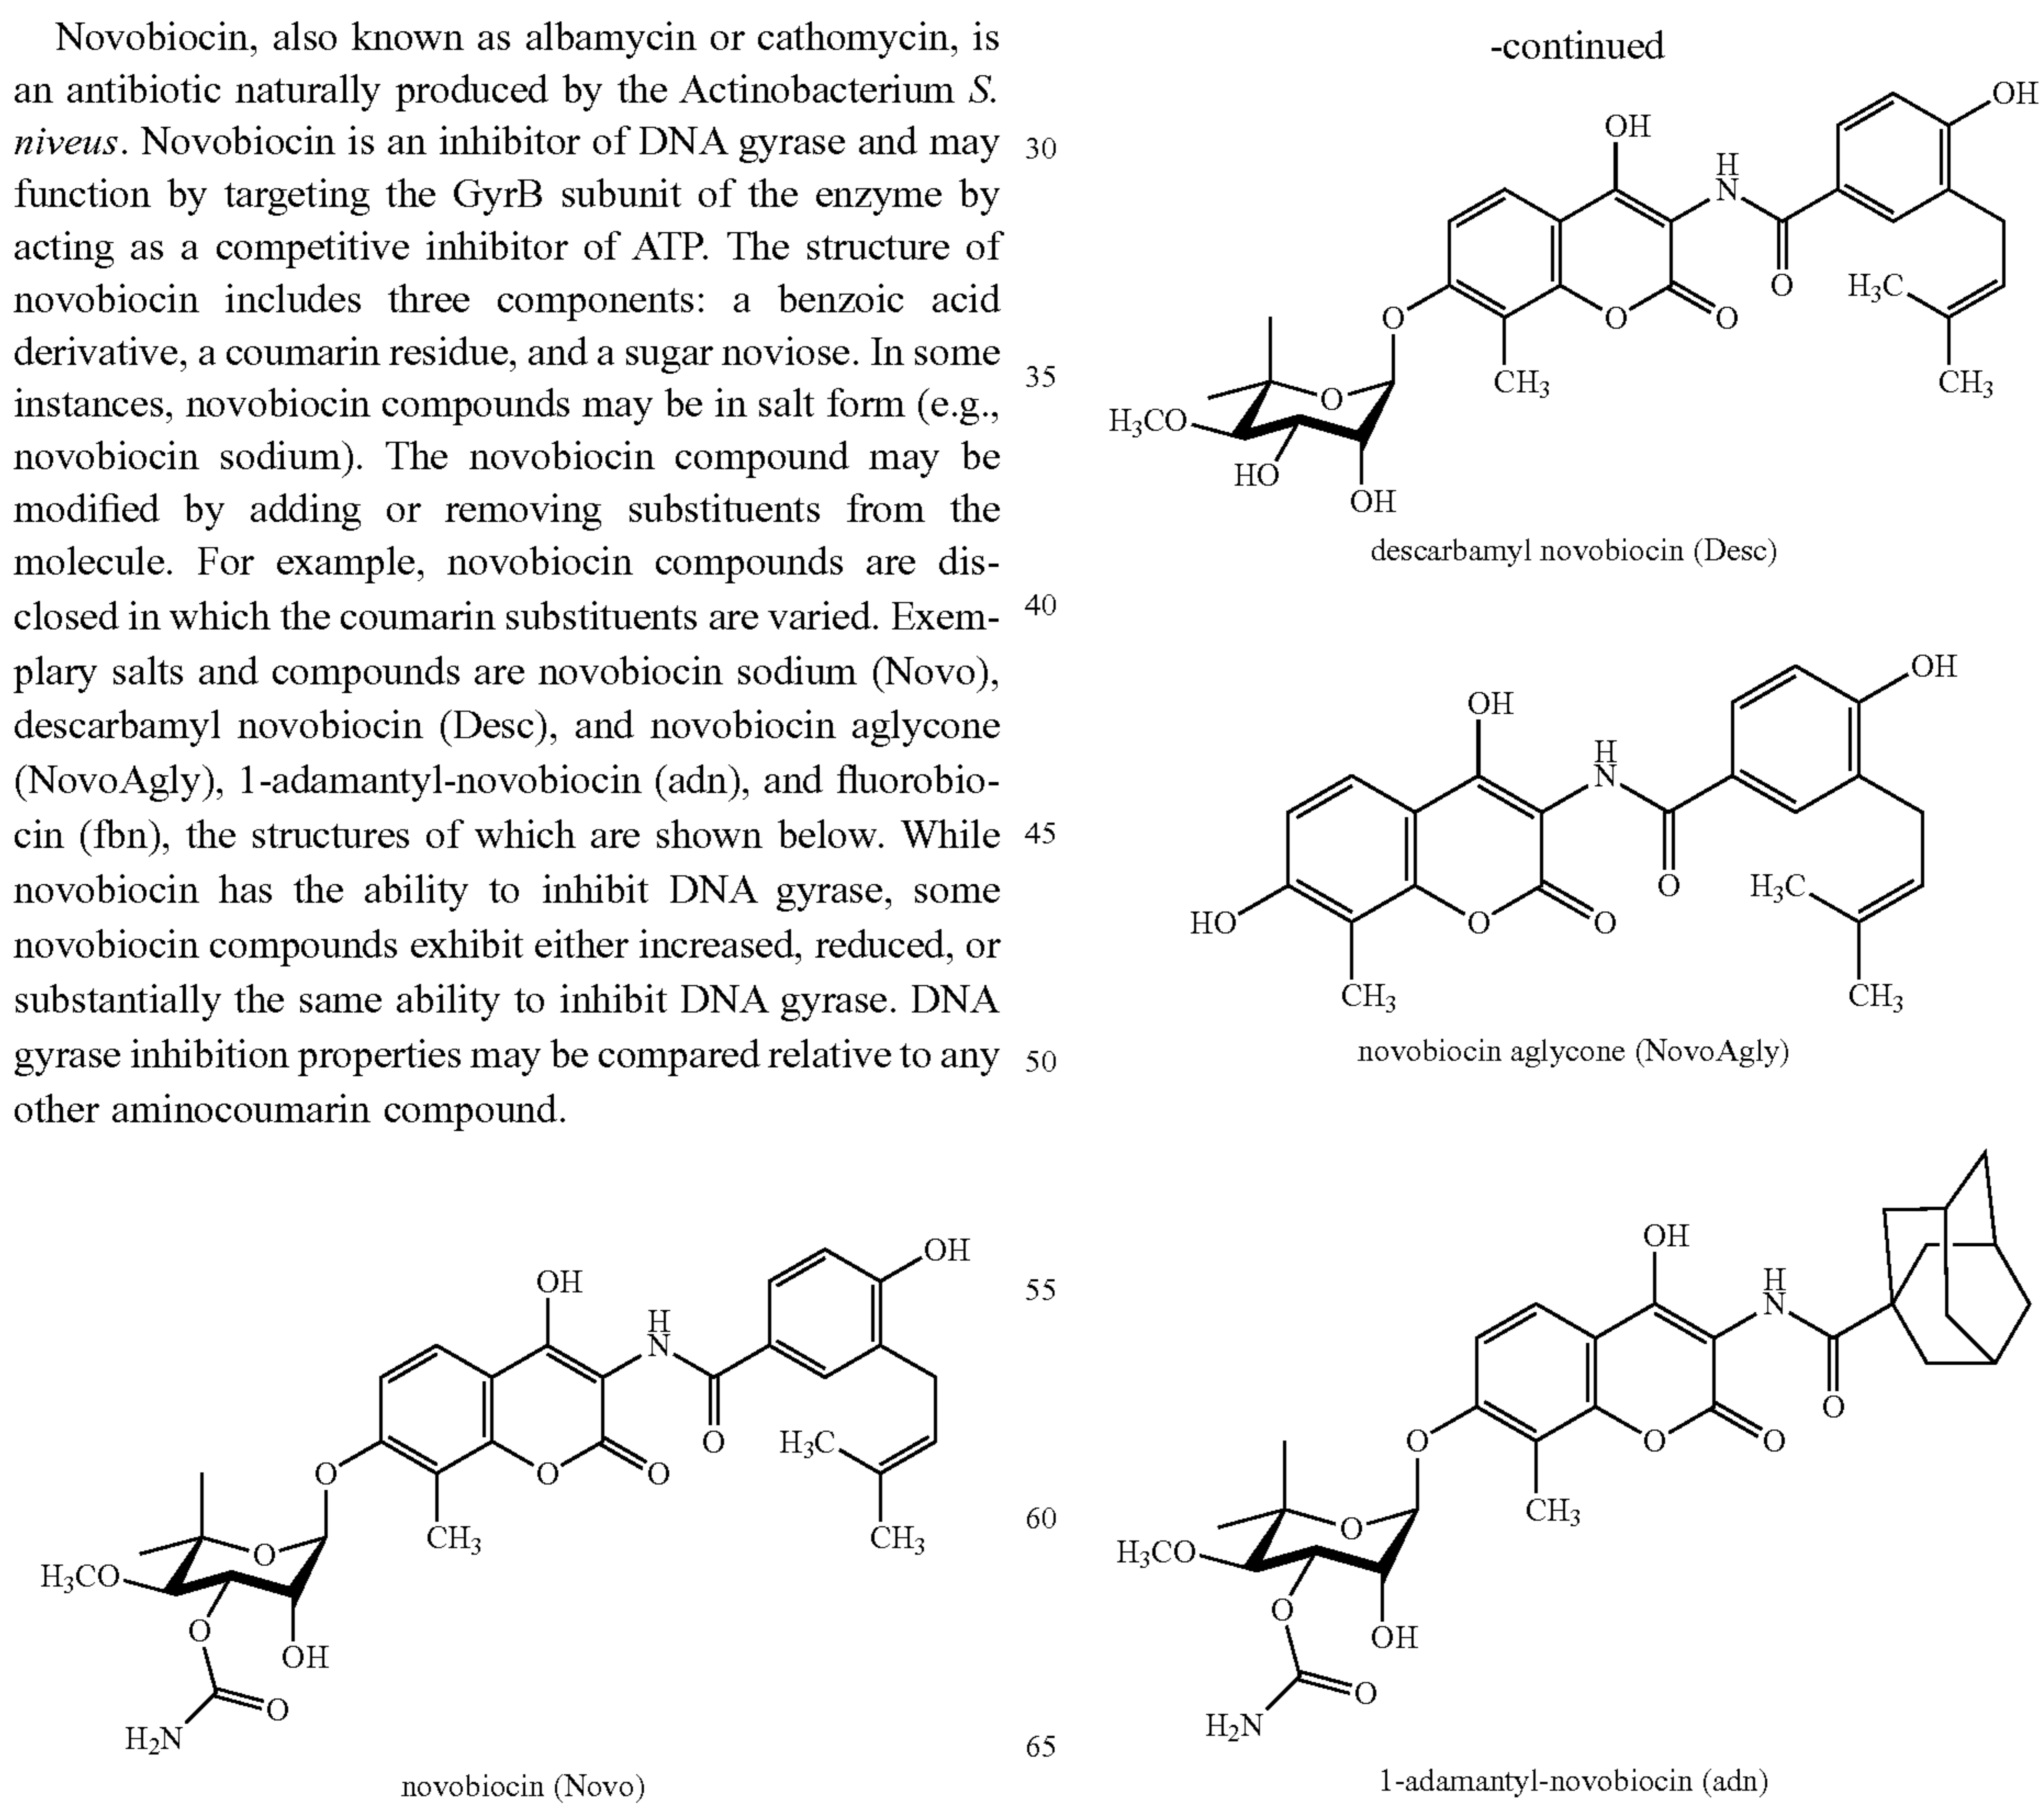 Novobiocin, also known as albamycin or cathomycin, is
an antibiotic naturally produced by the Actinobacterium S.
niveus. Novobiocin is an inhibitor of DNA gyrase and may
function by targeting the GyrB subunit of the enzyme by
acting as a competitive inhibitor of ATP. The structure of
novobiocin includes three components: a benzoic acid
derivative, a coumarin residue, and a sugar noviose. In some
instances, novobiocin compounds may be in salt form (e.g.,
novobiocin sodium). The novobiocin compound may be
modified by adding or removing substituents from the
molecule. For example, novobiocin compounds are dis-
closed in which the coumarin substituents are varied. Exem-
plary salts and compounds are novobiocin sodium (Novo),
descarbamyl novobiocin (Desc), and novobiocin aglycone
(NovoAgly), 1-adamantyl-novobiocin (adn), and fluorobio-
cin (fbn), the structures of which are shown below. While
novobiocin has the ability to inhibit DNA gyrase, some
novobiocin compounds exhibit either increased, reduced, or
substantially the same ability to inhibit DNA gyrase. DNA
gyrase inhibition properties may be compared relative to any
other aminocoumarin compound.
OH
OH
H
N
O
O
O
O
H₃C
CH₃
CH₃
O
H₃CO
O
OH
O
H₂N
novobiocin (Novo)
30
35
40
45
50
55
60
65
-continued
OH
OH
H
N
O
H₃C
O
O
O
CH₃
CH₃
O
H₃CO
HO
OH
descarbamyl novobiocin (Desc)
OH
OH
H
N
O
H₃C
HO
O
O
CH₃
CH₃
novobiocin aglycone (NovoAgly)
OH
H
N
O
O
O
O
CH₃
O
H₃CO
O
OH
O
H₂N
1-adamantyl-novobiocin (adn)